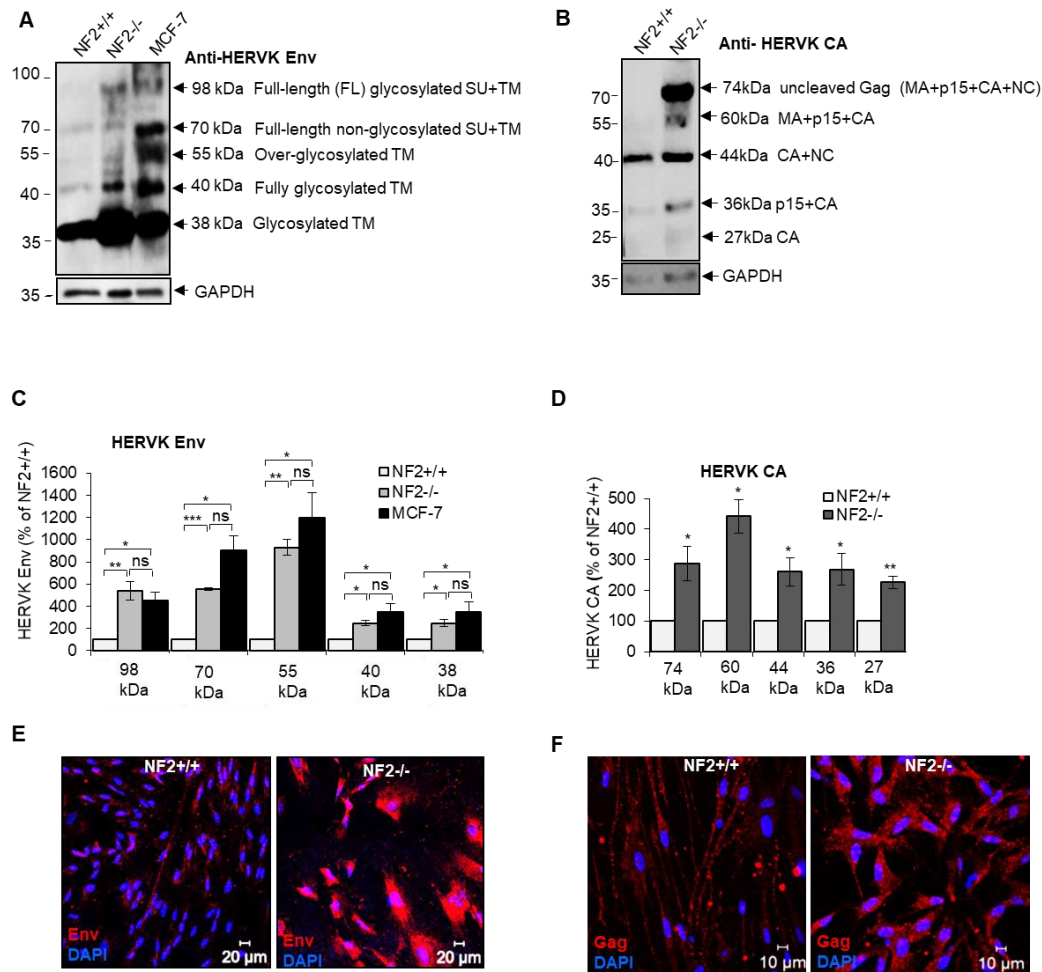 A
NF2+/+ NF2-/- MCF-7
Anti-HERVK Env
100
98 kDa Full-length (FL) glycosylated SU+TM
70
70 kDa Full-length non-glycosylated SU+TM
55
55 kDa Over-glycosylated TM
40
40 kDa Fully glycosylated TM
35
38 kDa Glycosylated TM
35
GAPDH
B
NF2+/+ NF2-/-
Anti- HERVK CA
74kDa uncleaved Gag (MA+p15+CA+NC)
70
60kDa MA+p15+CA
55
40
44kDa CA+NC
35
36kDa p15+CA
25
27kDa CA
35
GAPDH
C
HERVK Env
HERVK Env (% of NF2+/+)
1600
1400
1200
1000
800
600
400
200
0
* ** ns
* *** ns
* ** ns
* * ns
* * ns
NF2+/+
NF2-/-
MCF-7
98 70 55 40 38
kDa kDa kDa kDa kDa
D
HERVK CA
HERVK CA (% of NF2+/+)
500
400
300
200
100
0
* * * * **
NF2+/+
NF2-/-
74 60 44 36 27
kDa kDa kDa kDa kDa
E
NF2+/+
Env
DAPI
20 µm
NF2-/-
Env
DAPI
20 µm
F
NF2+/+
Gag
DAPI
10 µm
NF2-/-
Gag
DAPI
10 µm